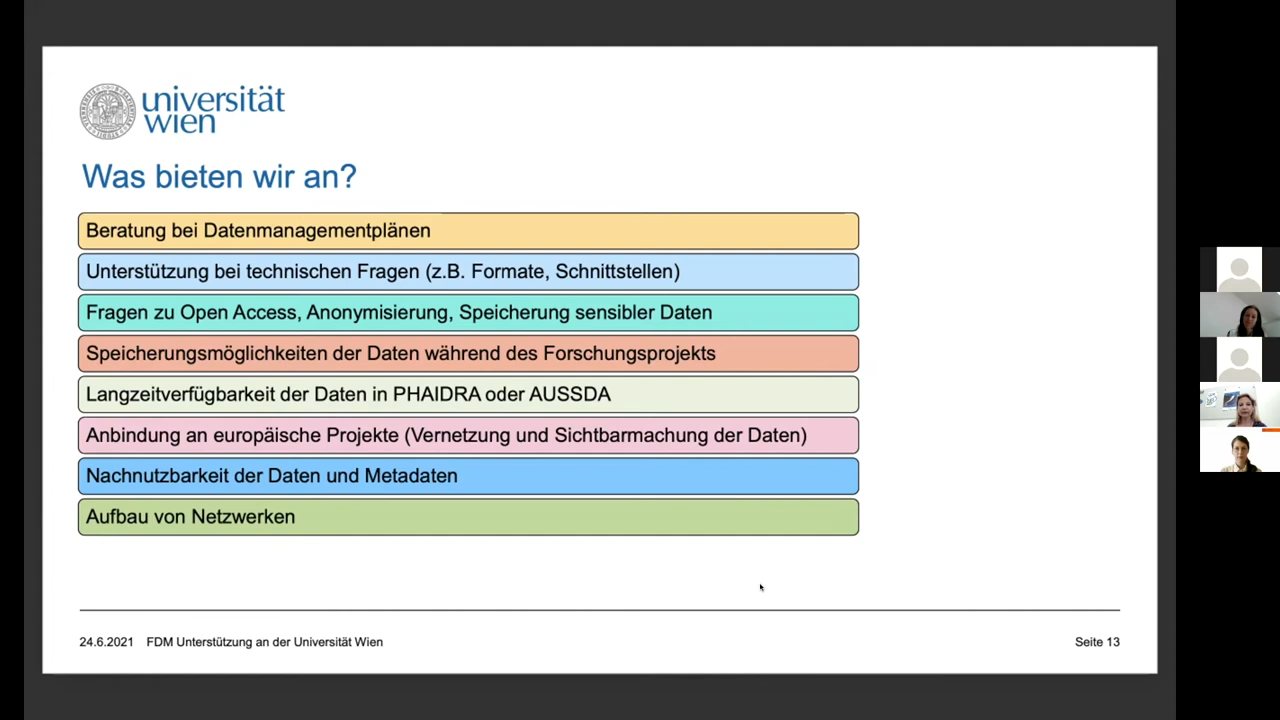 universität
wien
Was bieten wir an?
Beratung bei Datenmanagementplänen
Unterstützung bei technischen Fragen (z.B. Formate, Schnittstellen)
Fragen zu Open Access, Anonymisierung, Speicherung sensibler Daten
Speicherungsmöglichkeiten der Daten während des Forschungsprojekts
Langzeitverfügbarkeit der Daten in PHAIDRA oder AUSSDA
Anbindung an europäische Projekte (Vernetzung und Sichtbarmachung der Daten)
Nachnutzbarkeit der Daten und Metadaten
Aufbau von Netzwerken
24.6.2021 FDM Unterstützung an der Universität Wien
Seite 13